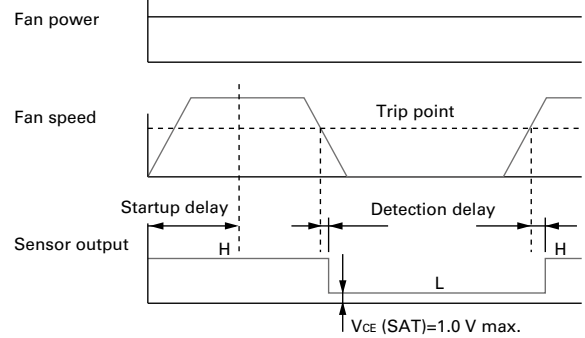 Fan power
Fan speed
Trip point
Startup delay
Detection delay
Sensor output
H
H
L
VCE (SAT)=1.0 V max.